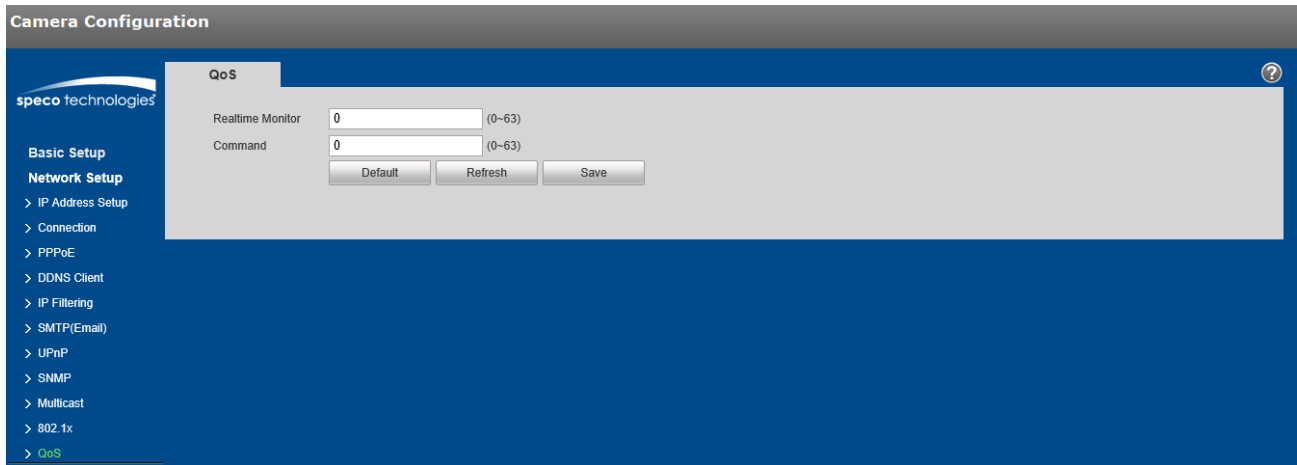 Camera Configuration
speco technologies
QoS
?
Realtime Monitor 0 (0~63)
Command 0 (0~63)
Default Refresh Save
Basic Setup
Network Setup
> IP Address Setup
> Connection
> PPPoE
> DDNS Client
> IP Filtering
> SMTP(Email)
> UPnP
> SNMP
> Multicast
> 802.1x
> QoS